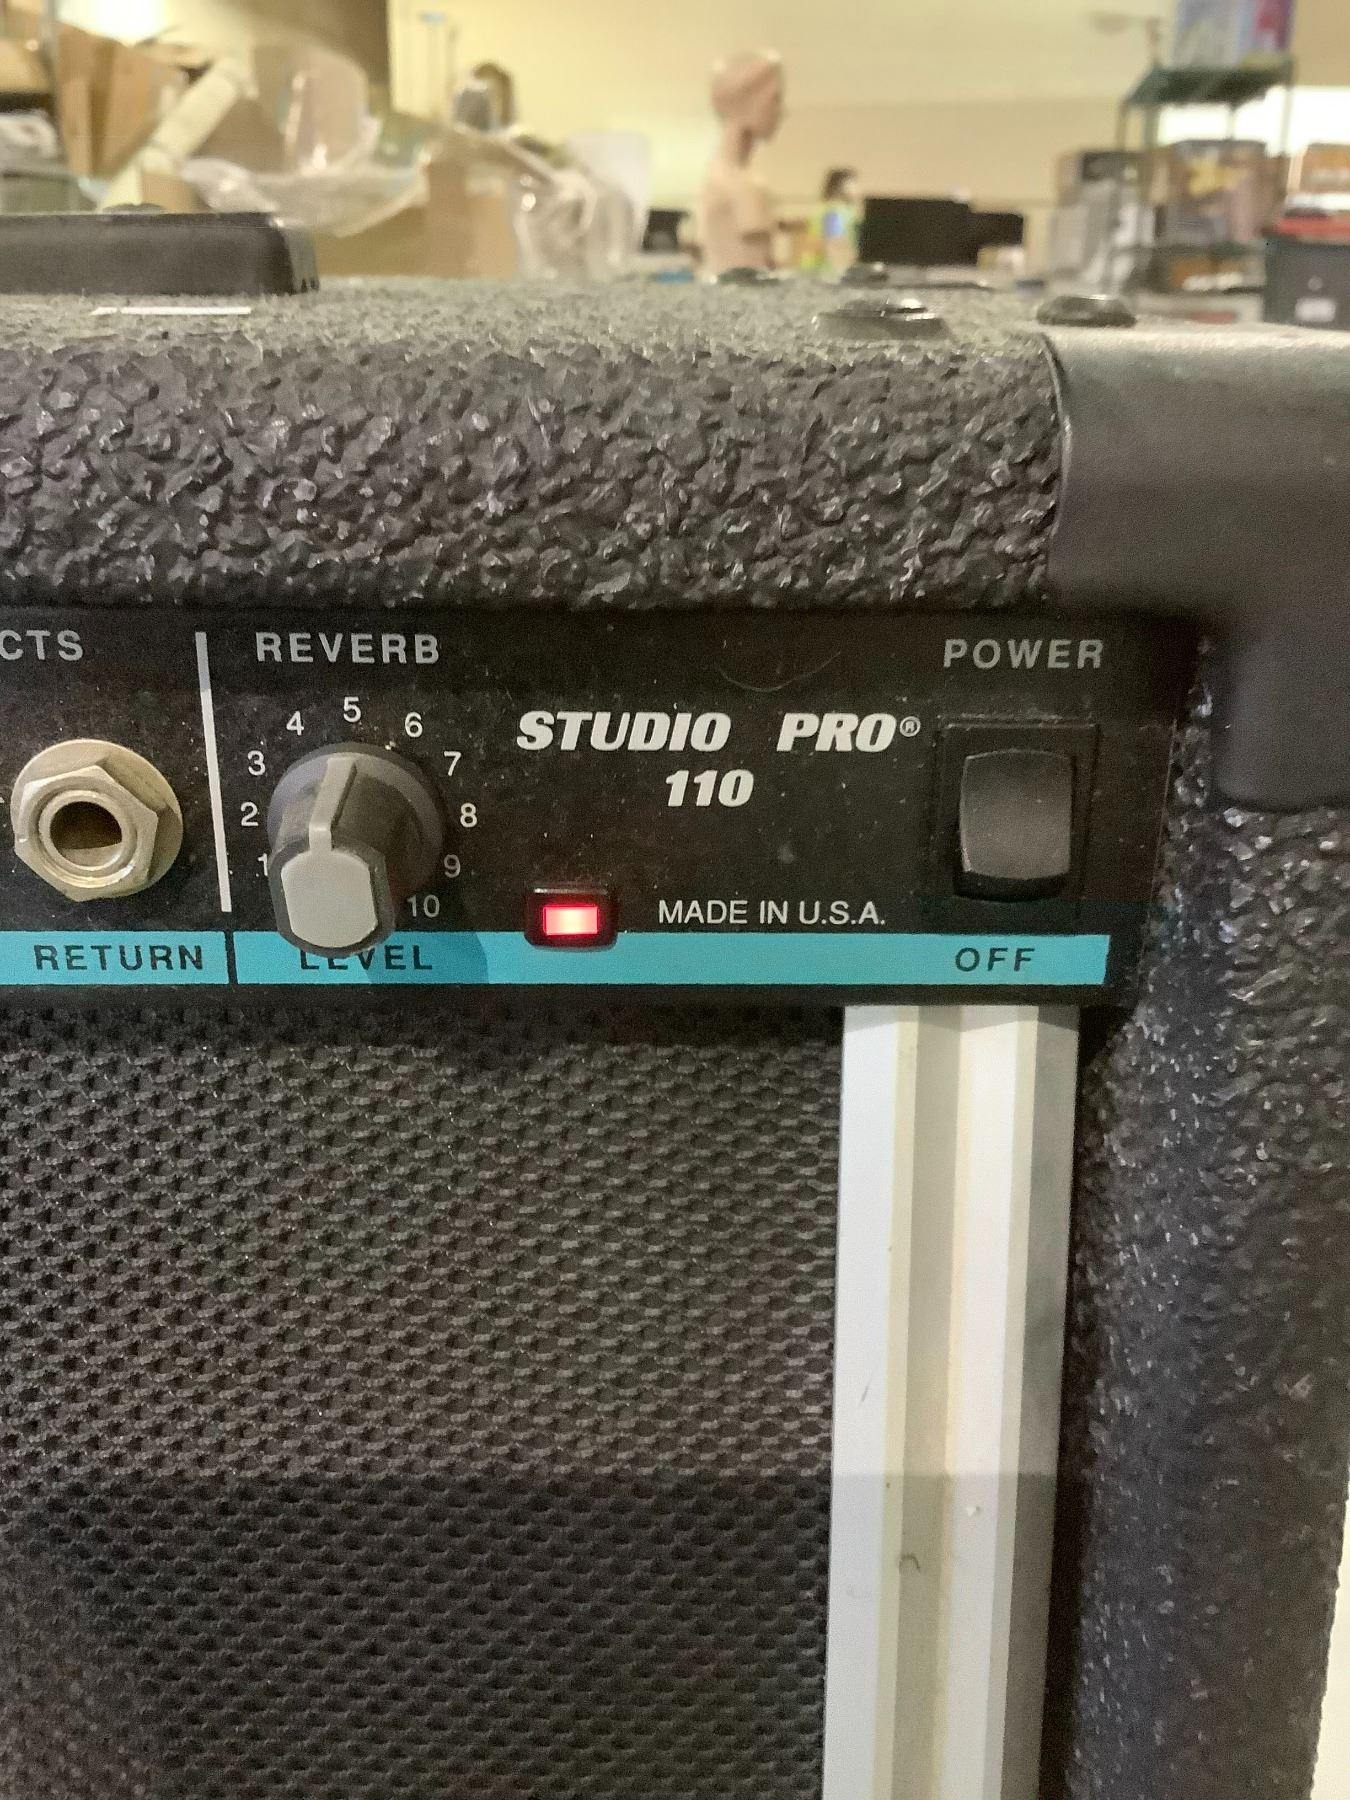 CTS
REVERB
POWER
1
2
3
4
5
6
7
8
9
10
STUDIO PRO®
110
MADE IN U.S.A.
RETURN
LEVEL
OFF